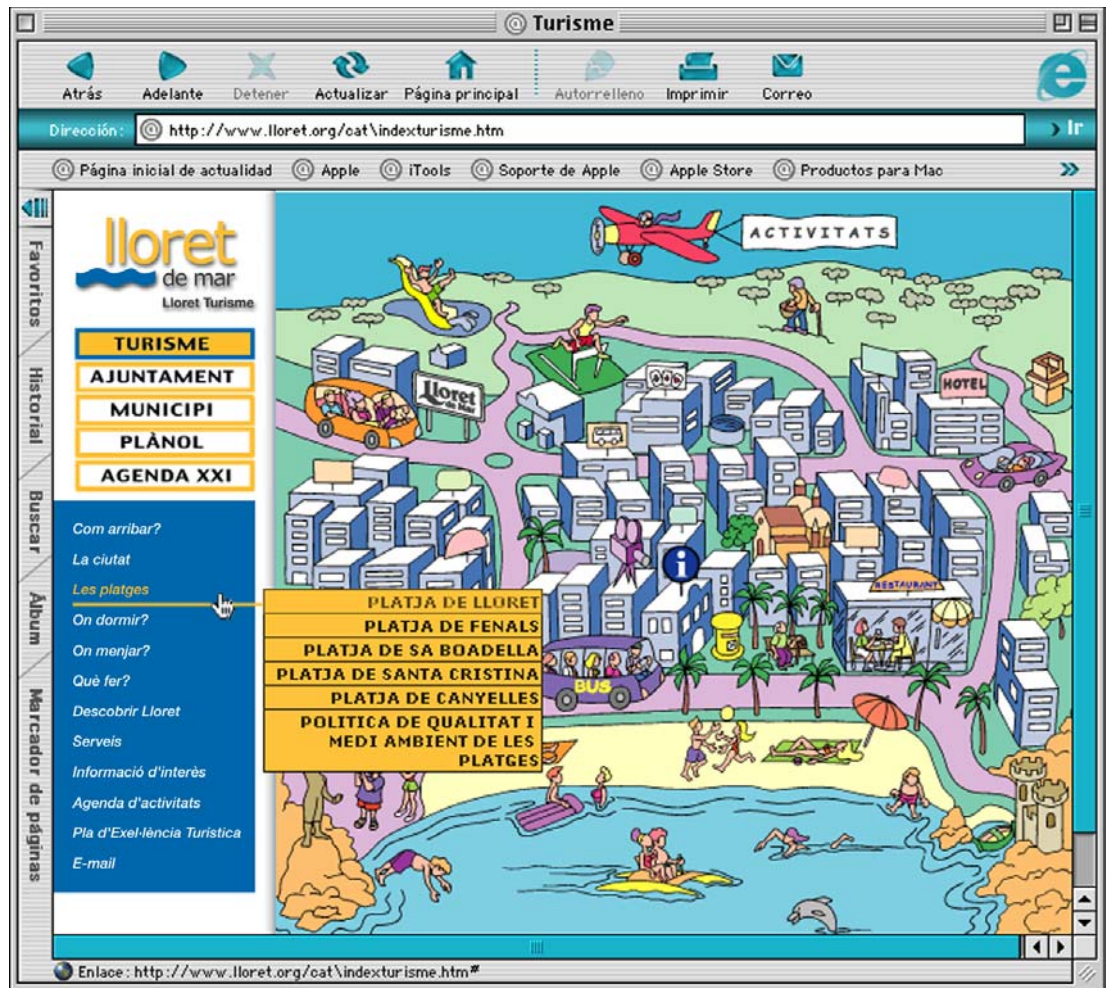 Turisme
Atrás
Adelante
Detener
Actualizar
Página principal
Autorrelleno
Imprimir
Correo
Dirección:
http://www.lloret.org/cat\indexturisme.htm
Ir
Página inicial de actualidad
Apple
iTools
Soporte de Apple
Apple Store
Productos para Mac
Favoritos
Historial
Buscar
Álbum
Marcador de páginas
lloret
de mar
Lloret Turisme
TURISME
AJUNTAMENT
MUNICIPI
PLÀNOL
AGENDA XXI
Com arribar?
La ciutat
Les platges
On dormir?
On menjar?
Què fer?
Descobrir Lloret
Serveis
Informació d'interès
Agenda d'activitats
Pla d'Exel·lència Turistica
E-mail
PLATJA DE LLORET
PLATJA DE FENALS
PLATJA DE SA BOADELLA
PLATJA DE SANTA CRISTINA
PLATJA DE CANYELLES
POLITICA DE QUALITAT I
MEDI AMBIENT DE LES
PLATGES
ACTIVITATS
Lloret
de Mar
HOTEL
i
RESTAURANT
BUS
Enlace: http://www.lloret.org/cat\indexturisme.htm#